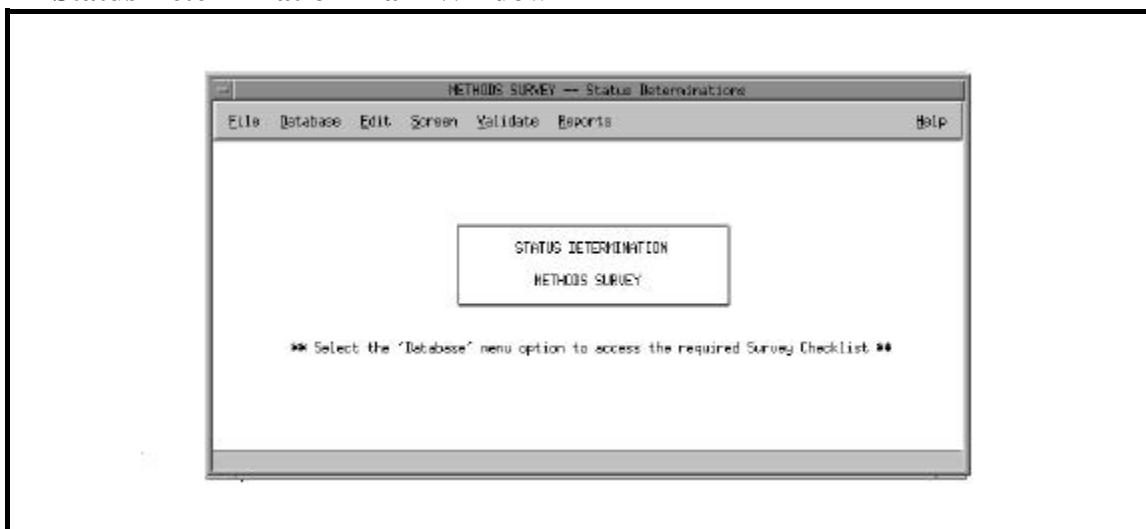 METHODS SURVEY -- Status Determinations
File Database Edit Screen Validate Reports Help
STATUS DETERMINATION
METHODS SURVEY
** Select the 'Database' menu option to access the required Survey Checklist **